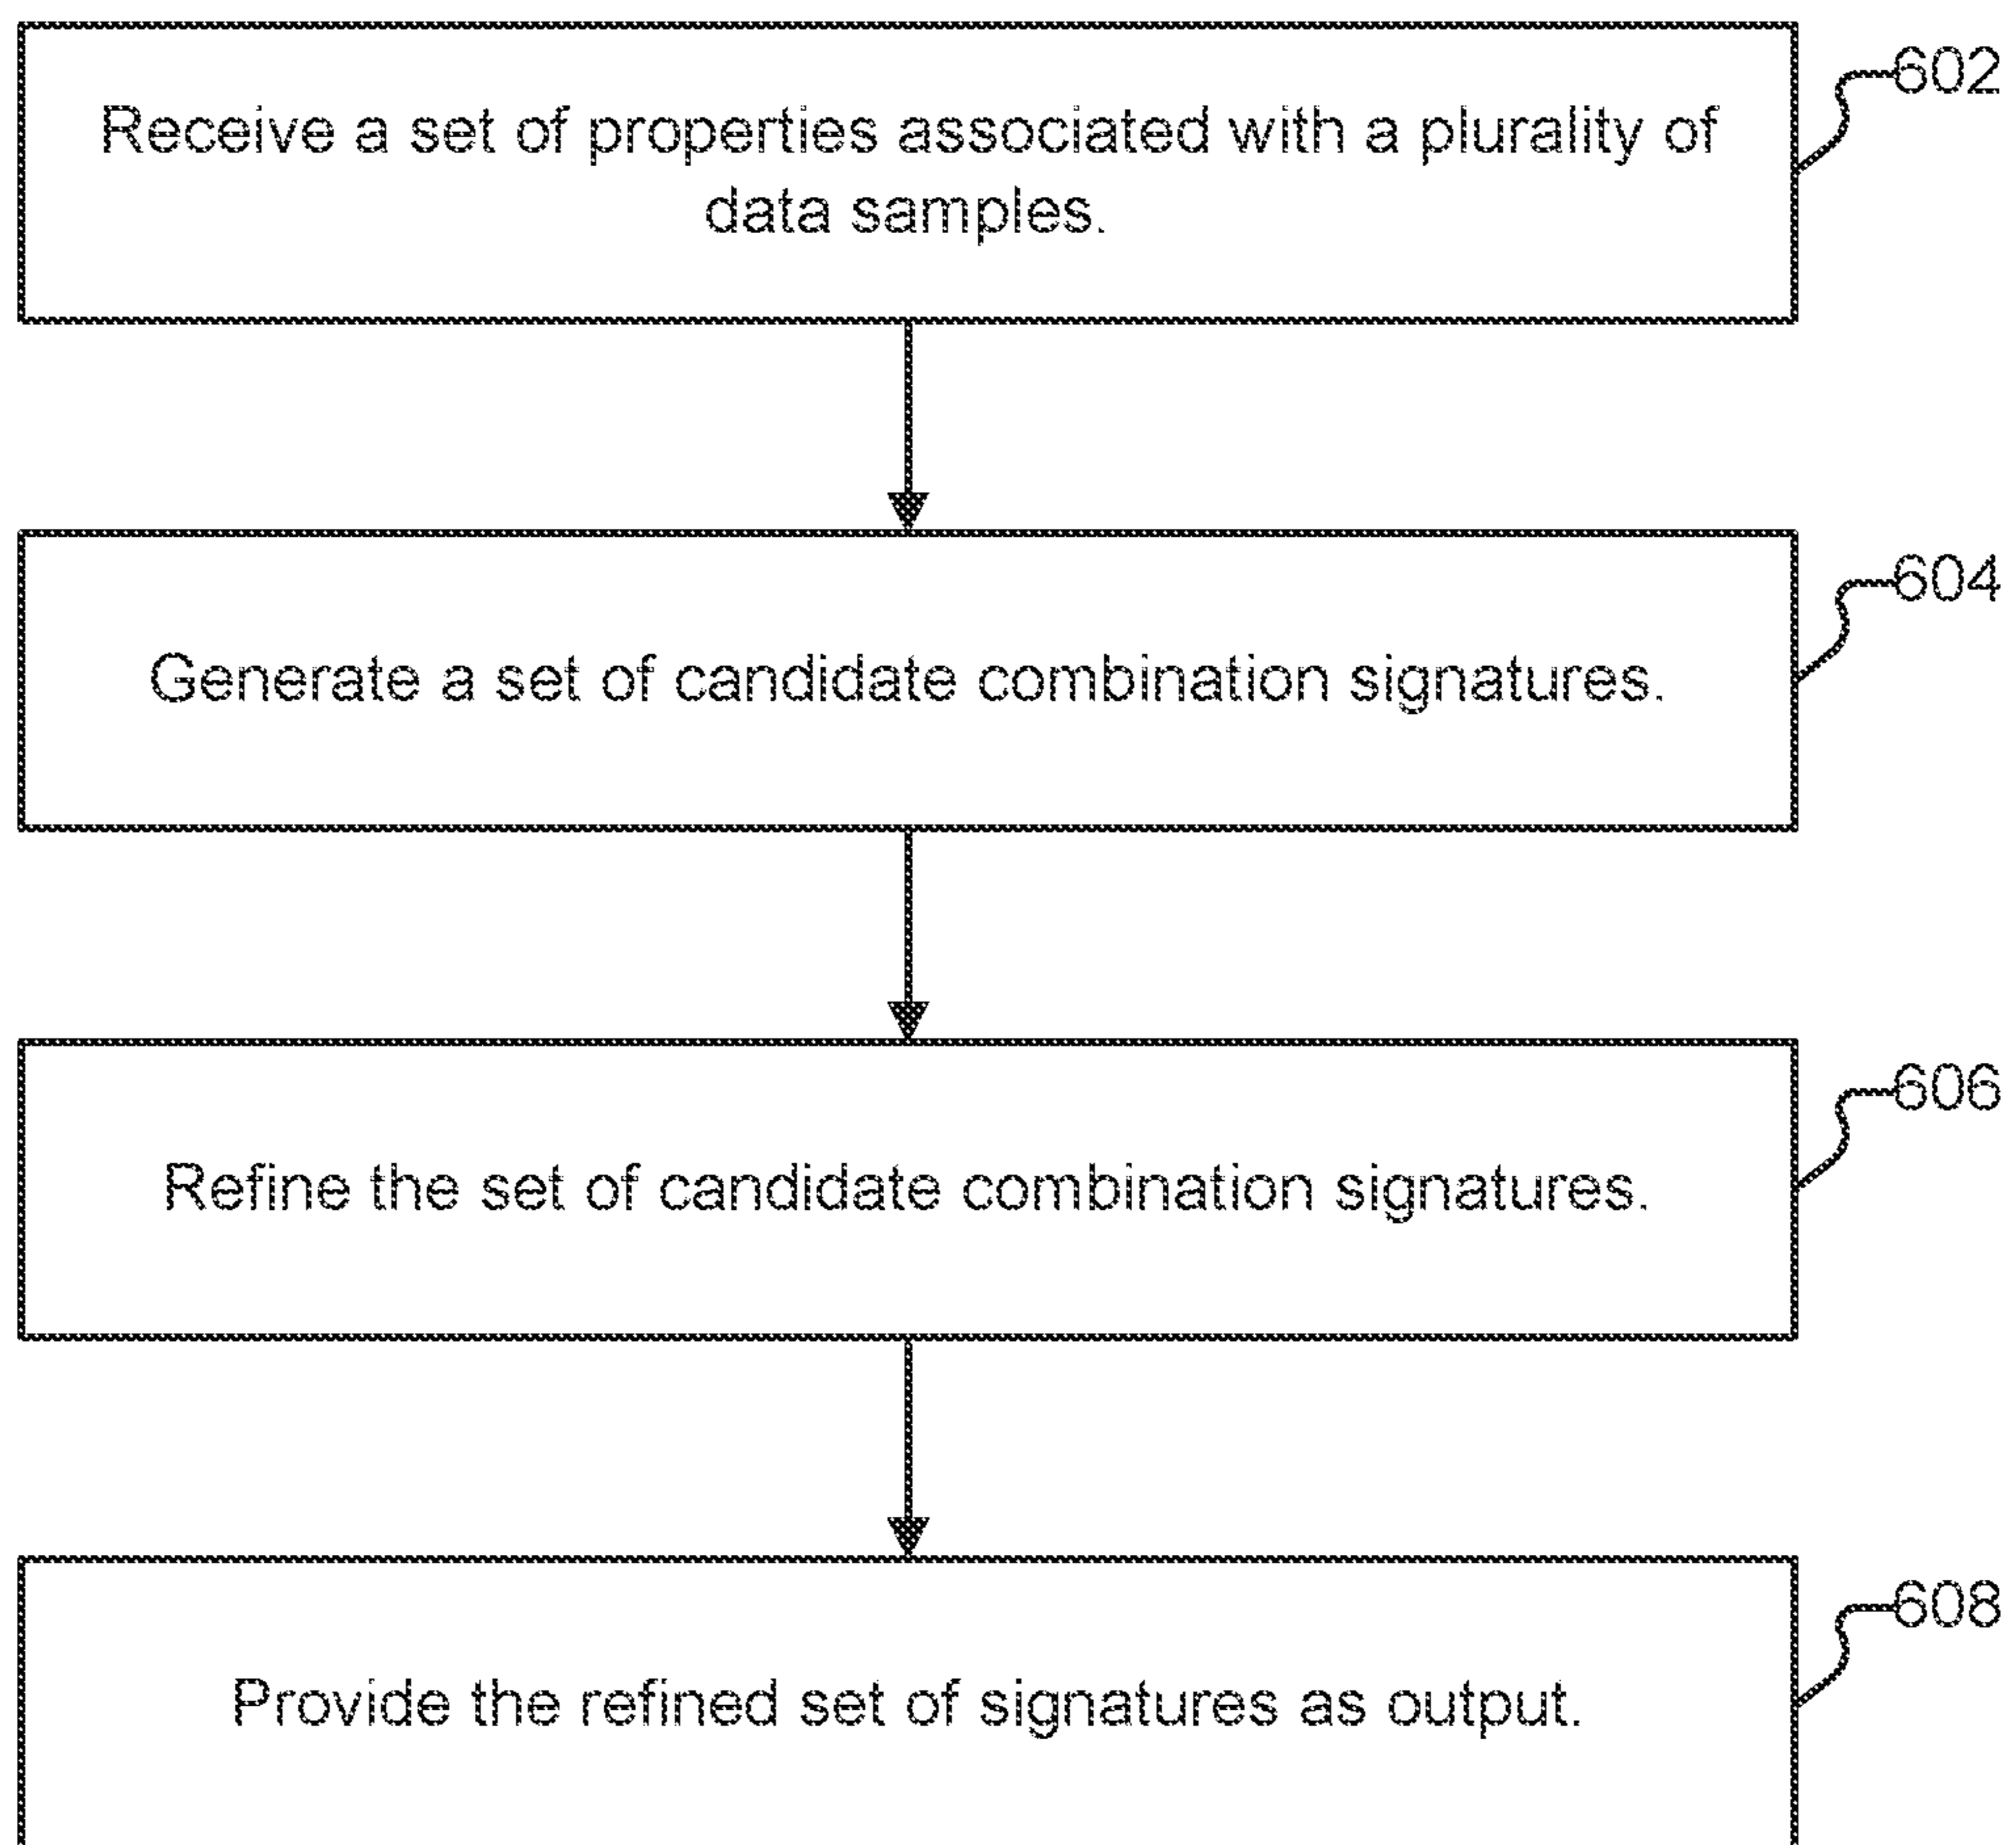 602
Receive a set of properties associated with a plurality of
data samples.
604
Generate a set of candidate combination signatures.
606
Refine the set of candidate combination signatures.
608
Provide the refined set of signatures as output.